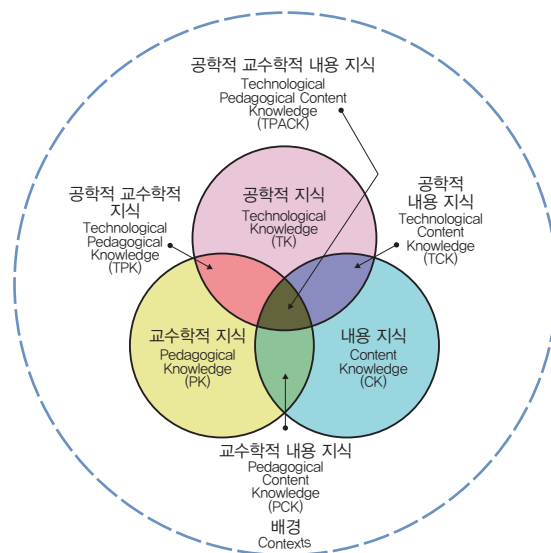 공학적 교수학적 내용 지식
Technological
Pedagogical Content
Knowledge
(TPACK)
공학적 교수학적
지식
Technological
Pedagogical
Knowledge
(TPK)
공학적 지식
Technological
Knowledge
(TK)
공학적
내용 지식
Technological
Content
Knowledge
(TCK)
교수학적 지식
Pedagogical
Knowledge
(PK)
내용 지식
Content
Knowledge
(CK)
교수학적 내용 지식
Pedagogical
Content
Knowledge
(PCK)
배경
Contexts